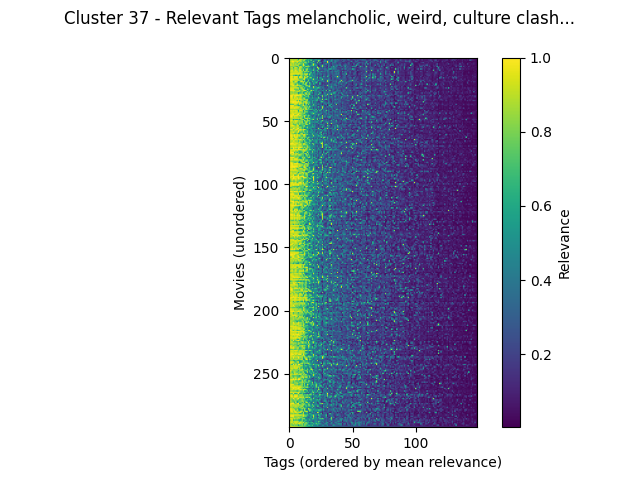 Cluster 37 - Relevant Tags melancholic, weird, culture clash...
0
50
100
150
200
250
Movies (unordered)
0 50 100
Tags (ordered by mean relevance)
1.0
0.8
0.6
0.4
0.2
Relevance